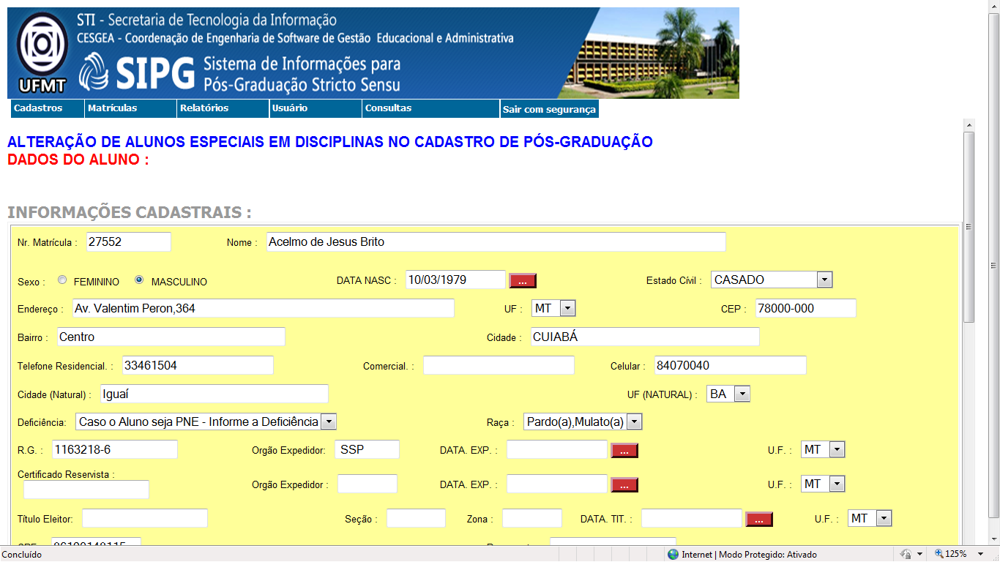 STI - Secretaria de Tecnologia da Informação
CESGEA - Coordenação de Engenharia de Software de Gestão Educacional e Administrativa
UFMT
SIPG Sistema de Informações para
Pós-Graduação Stricto Sensu
Cadastros Matrículas Relatórios Usuário Consultas Sair com segurança
ALTERAÇÃO DE ALUNOS ESPECIAIS EM DISCIPLINAS NO CADASTRO DE PÓS-GRADUAÇÃO
DADOS DO ALUNO :
INFORMAÇÕES CADASTRAIS :
Nr. Matrícula : 27552 Nome : Acelmo de Jesus Brito
Sexo : FEMININO MASCULINO DATA NASC : 10/03/1979 ... Estado Cívil : CASADO
Endereço : Av. Valentim Peron,364 UF : MT CEP : 78000-000
Bairro : Centro Cidade : CUIABÁ
Telefone Residencial. : 33461504 Comercial. : Celular : 84070040
Cidade (Natural) : Iguaí UF (NATURAL) : BA
Deficiência: Caso o Aluno seja PNE - Informe a Deficiência Raça : Pardo(a),Mulato(a)
R.G. : 1163218-6 Orgão Expedidor: SSP DATA. EXP. : ... U.F. : MT
Certificado Reservista :
Orgão Expedidor : DATA. EXP. : ... U.F. : MT
Título Eleitor: Seção : Zona : DATA. TIT. : ... U.F. : MT
Concluído Internet | Modo Protegido: Ativado 125%